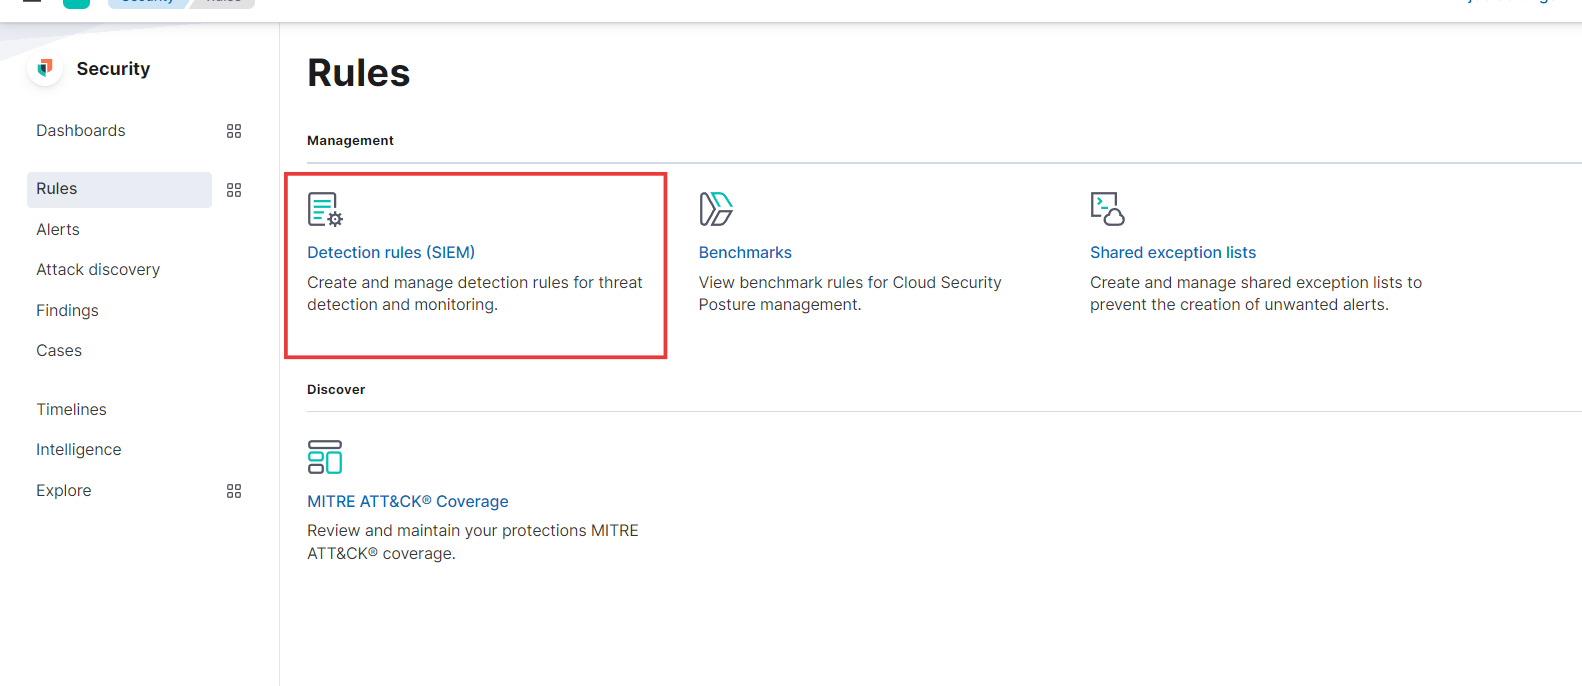 Security
Rules
Security
Dashboards
Rules
Alerts
Attack discovery
Findings
Cases
Timelines
Intelligence
Explore
Rules
Management
Detection rules (SIEM)
Create and manage detection rules for threat
detection and monitoring.
Benchmarks
View benchmark rules for Cloud Security
Posture management.
Shared exception lists
Create and manage shared exception lists to
prevent the creation of unwanted alerts.
Discover
MITRE ATT&CK® Coverage
Review and maintain your protections MITRE
ATT&CK® coverage.